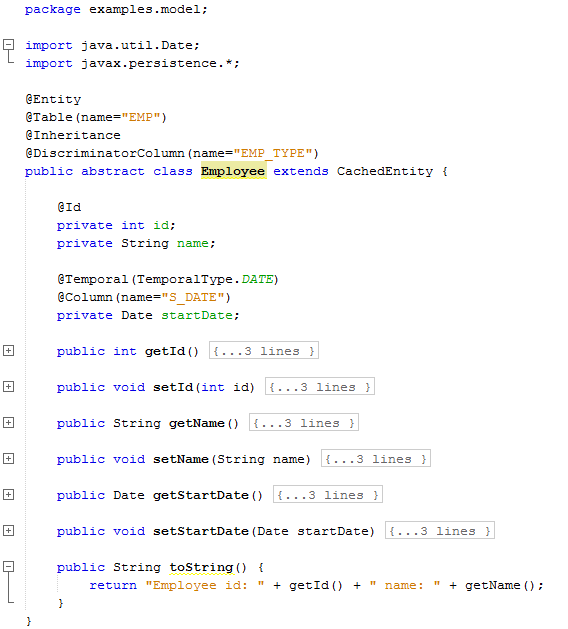 package examples.model;
import java.util.Date;
import javax.persistence.*;
@Entity
@Table(name="EMP")
@Inheritance
@DiscriminatorColumn(name="EMP_TYPE")
public abstract class Employee extends CachedEntity {
@Id
private int id;
private String name;
@Temporal(TemporalType.DATE)
@Column(name="S_DATE")
private Date startDate;
public int getId() {...3 lines }
public void setId(int id) {...3 lines }
public String getName() {...3 lines }
public void setName(String name) {...3 lines }
public Date getStartDate() {...3 lines }
public void setStartDate(Date startDate) {...3 lines }
public String toString() {
return "Employee id: " + getId() + " name: " + getName();
}
}